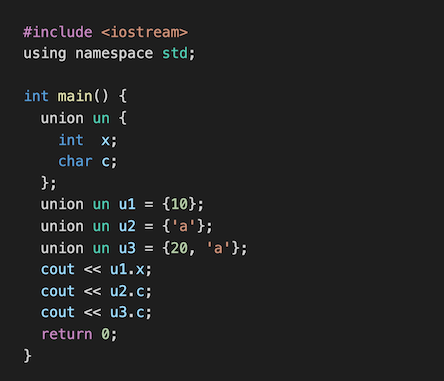 #include <iostream>
using namespace std;

int main() {
  union un {
    int  x;
    char c;
  };
  union un u1 = {10};
  union un u2 = {'a'};
  union un u3 = {20, 'a'};
  cout << u1.x;
  cout << u2.c;
  cout << u3.c;
  return 0;
}